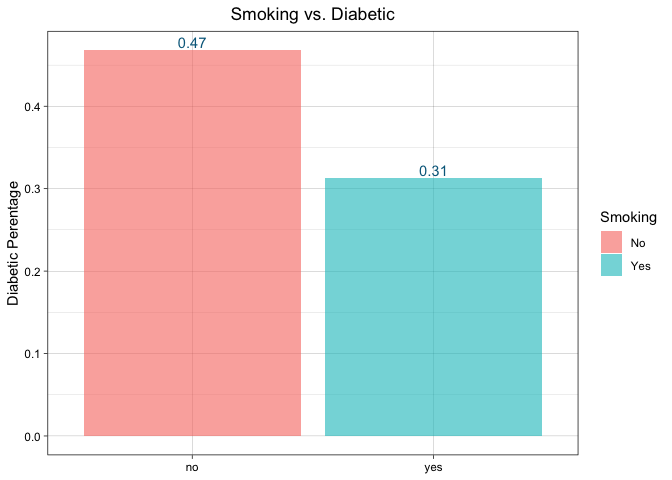 Smoking vs. Diabetic
Diabetic Perentage
0.4
0.3
0.2
0.1
0.0
0.47
0.31
no
yes
Smoking
No
Yes